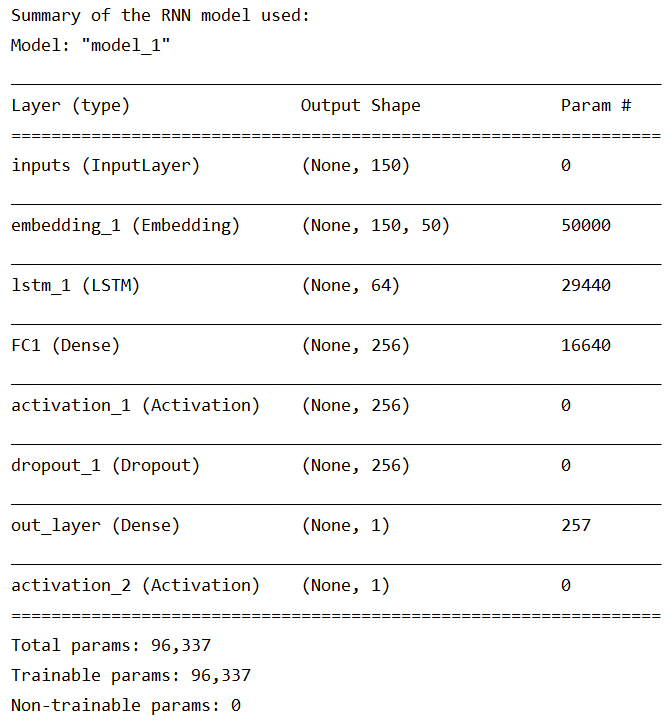 Summary of the RNN model used:
Model: "model_1"
Layer (type) Output Shape Param #
inputs (InputLayer) (None, 150) 0
embedding_1 (Embedding) (None, 150, 50) 50000
lstm_1 (LSTM) (None, 64) 29440
FC1 (Dense) (None, 256) 16640
activation_1 (Activation) (None, 256) 0
dropout_1 (Dropout) (None, 256) 0
out_layer (Dense) (None, 1) 257
activation_2 (Activation) (None, 1) 0
Total params: 96,337
Trainable params: 96,337
Non-trainable params: 0